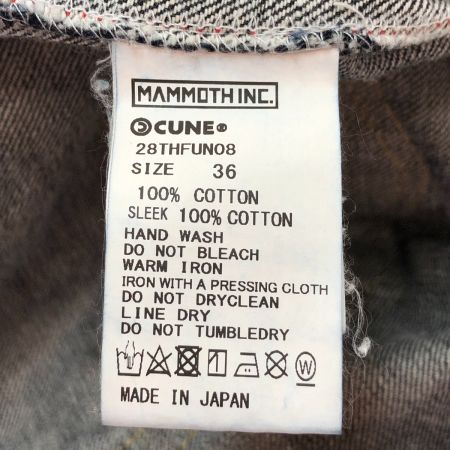 MAMMOTH INC.
CUNE®
28THFUN08
SIZE 36
100% COTTON
SLEEK 100% COTTON
HAND WASH
DO NOT BLEACH
WARM IRON
IRON WITH A PRESSING CLOTH
DO NOT DRYCLEAN
LINE DRY
DO NOT TUMBLEDRY
W
MADE IN JAPAN